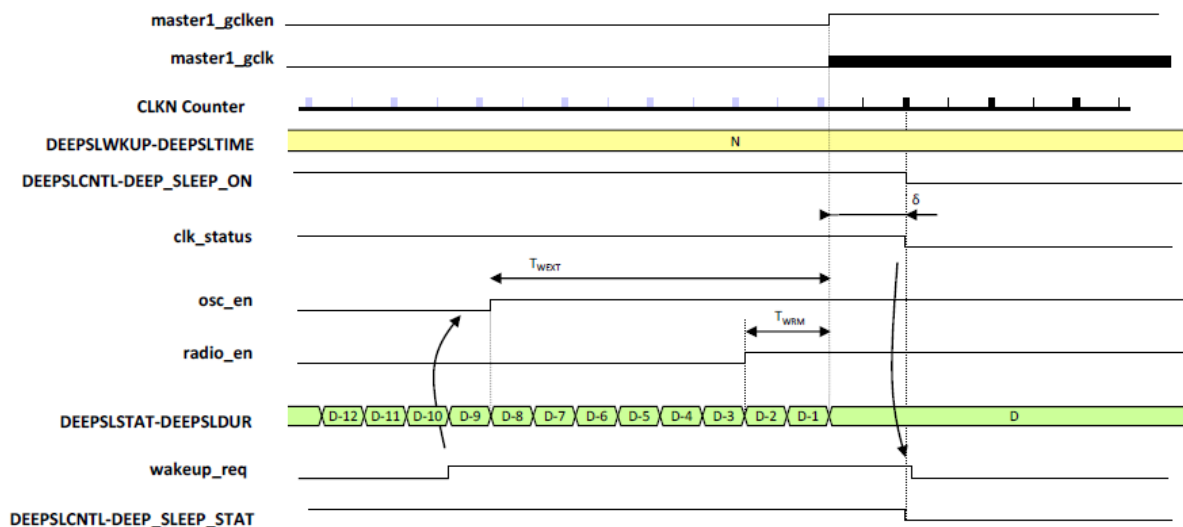 master1_gclken
master1_gclk
CLKN Counter
DEEPSLWKUP-DEEPSLTIME
N
DEEPSLCNTL-DEEP_SLEEP_ON
δ
clk_status
TWEXT
osc_en
TWRM
radio_en
DEEPSLSTAT-DEEPSLDUR
D-12 D-11 D-10 D-9 D-8 D-7 D-6 D-5 D-4 D-3 D-2 D-1 D
wakeup_req
DEEPSLCNTL-DEEP_SLEEP_STAT